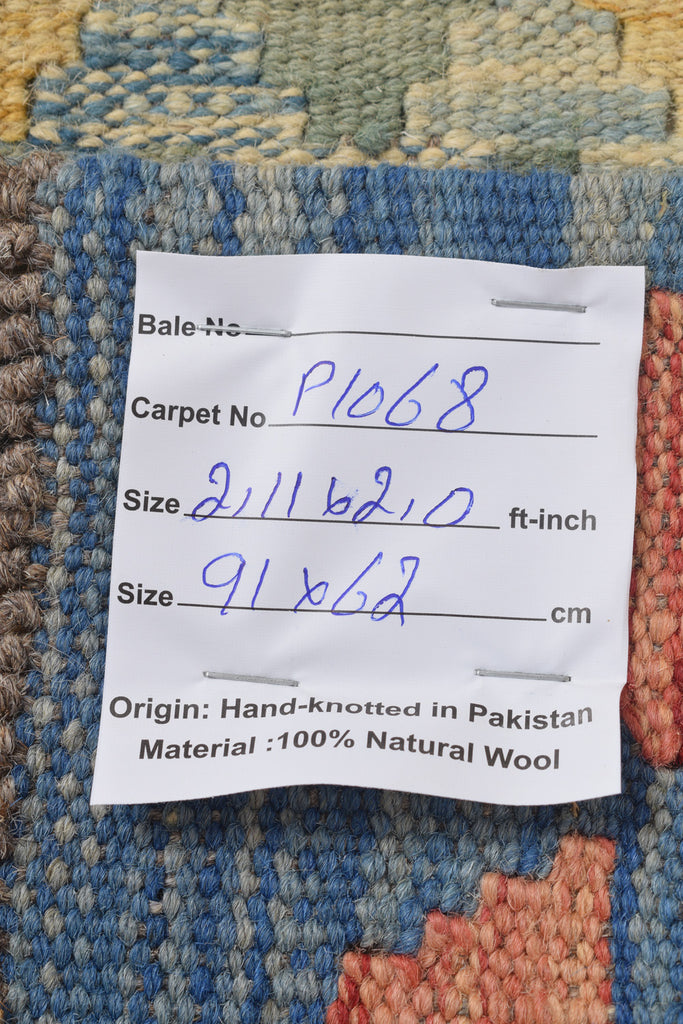 Bale No
Carpet No P1068
Size 2,11 x 2,0 ft-inch
Size 91 x 62 cm
Origin: Hand-knotted in Pakistan
Material :100% Natural Wool